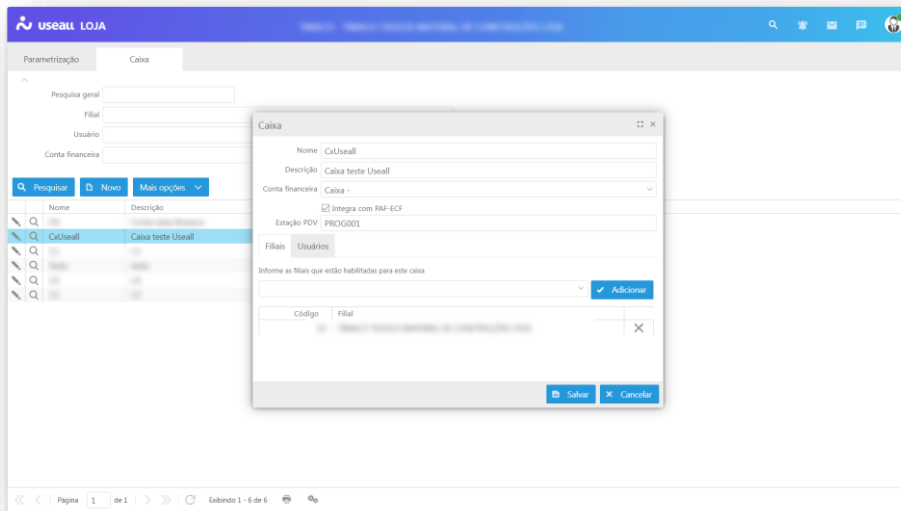 useall LOJA
Parametrização
Caixa
Pesquisa geral
Filial
Usuário
Conta financeira
Pesquisar
Novo
Mais opções
Nome
Descrição
CxUseall
Caixa teste Useall
Caixa
Nome
CxUseall
Descrição
Caixa teste Useall
Conta financeira
Caixa -
Integra com PAF-ECF
Estação PDV
PROG001
Filiais
Usuários
Informe as filiais que estão habilitadas para este caixa
Adicionar
Código
Filial
Salvar
Cancelar
Página 1 de 1
Exibindo 1 - 6 de 6